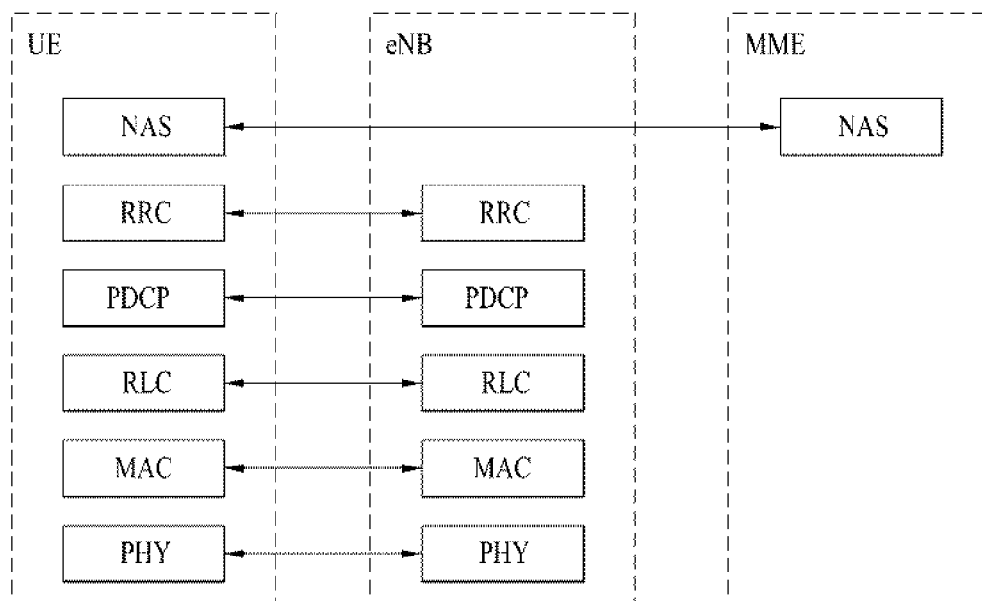 UE eNB MME
NAS NAS
RRC RRC
PDCP PDCP
RLC RLC
MAC MAC
PHY PHY